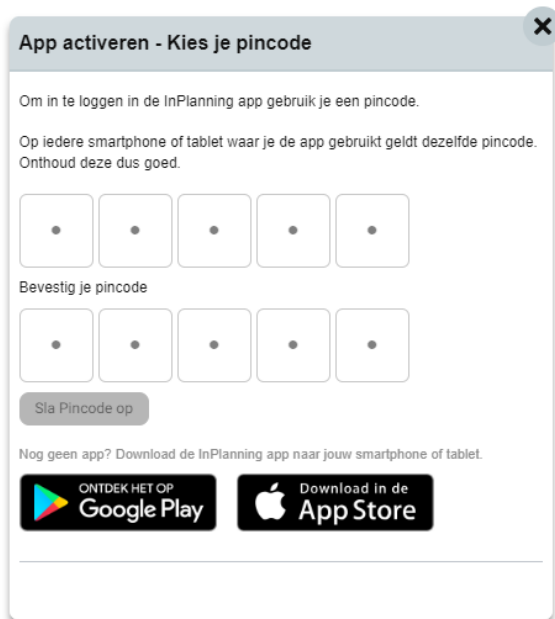 App activeren - Kies je pincode
Om in te loggen in de InPlanning app gebruik je een pincode.
Op iedere smartphone of tablet waar je de app gebruikt geldt dezelfde pincode.
Onthoud deze dus goed.
Bevestig je pincode
Sla Pincode op
Nog geen app? Download de InPlanning app naar jouw smartphone of tablet.
ONTDEK HET OP
Google Play
Download in de
App Store